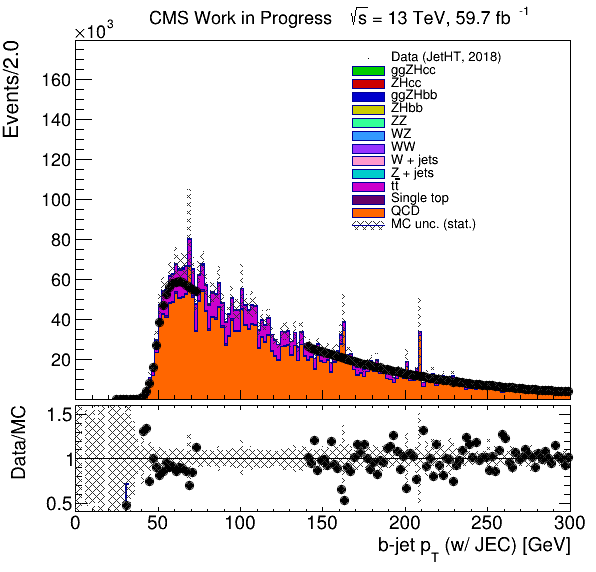 CMS Work in Progress √s = 13 TeV, 59.7 fb -1
×10³
Events/2.0
180
160
140
120
100
80
60
40
20
Data (JetHT, 2018)
ggZHcc
ZHcc
ggZHbb
ZHbb
ZZ
WZ
WW
W + jets
Z + jets
tt̅
Single top
QCD
MC unc. (stat.)
Data/MC
1.5
1
0.5
0 50 100 150 200 250 300
b-jet p_T (w/ JEC) [GeV]